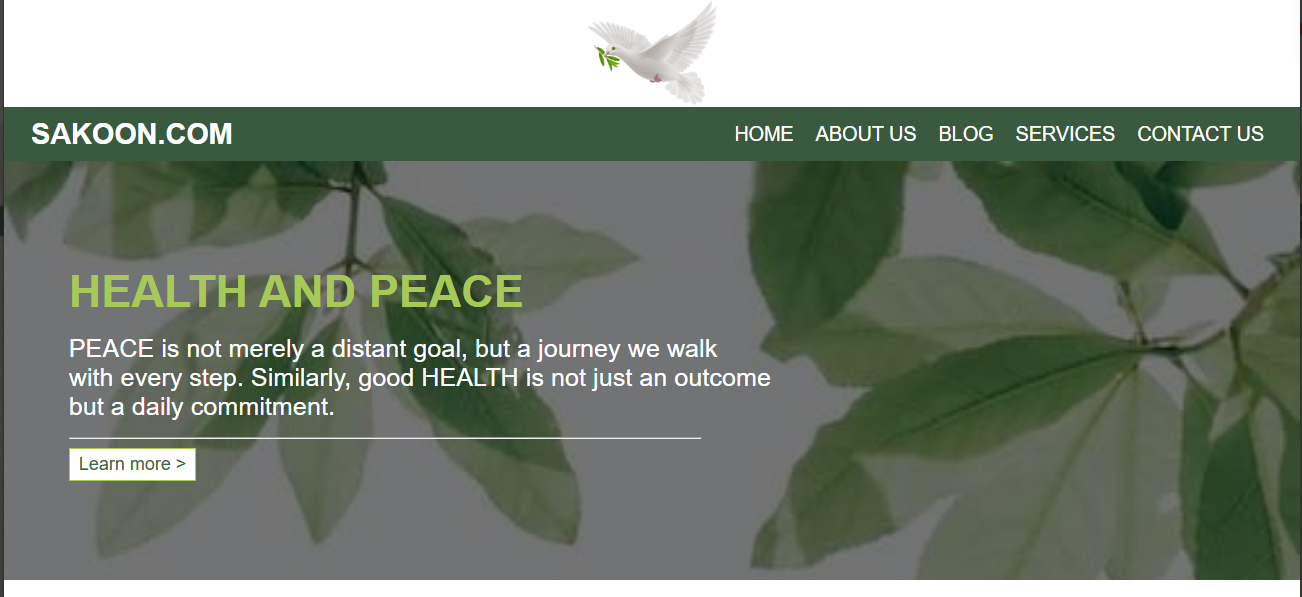 SAKOON.COM
HOME ABOUT US BLOG SERVICES CONTACT US
HEALTH AND PEACE
PEACE is not merely a distant goal, but a journey we walk
with every step. Similarly, good HEALTH is not just an outcome
but a daily commitment.
Learn more >